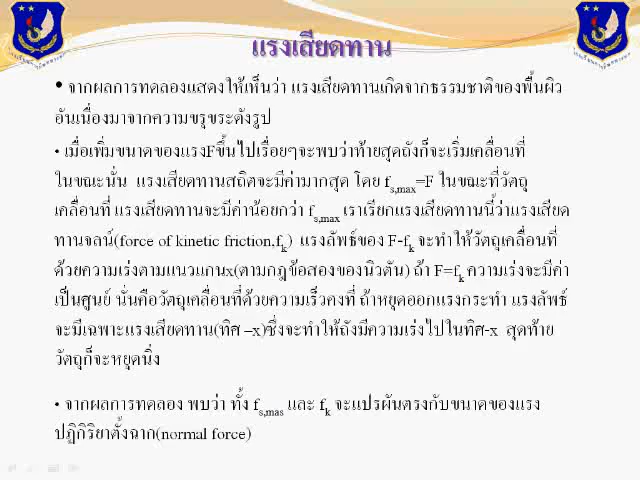 แรงเสียดทาน
• จากผลการทดลองแสดงให้เห็นว่า แรงเสียดทานเกิดจากธรรมชาติของพื้นผิว
อันเนื่องมาจากความขรุขระดังรูป
• เมื่อเพิ่มขนาดของแรงFขึ้นไปเรื่อยๆจะพบว่าท้ายสุดถังก็จะเริ่มเคลื่อนที่
ในขณะนั่น แรงเสียดทานสถิตจะมีค่ามากสุด โดย fs,max=F ในขณะที่วัตถุ
เคลื่อนที่ แรงเสียดทานจะมีค่าน้อยกว่า fs,max เราเรียกแรงเสียดทานนี้ว่าแรงเสียด
ทานจลน์(force of kinetic friction,fk) แรงลัพธ์ของ F-fk จะทำให้วัตถุเคลื่อนที่
ด้วยความเร่งตามแนวแกนx(ตามกฎข้อสองของนิวตัน) ถ้า F=fk ความเร่งจะมีค่า
เป็นศูนย์ นั่นคือวัตถุเคลื่อนที่ด้วยความเร็วคงที่ ถ้าหยุดออกแรงกระทำ แรงลัพธ์
จะมีเฉพาะแรงเสียดทาน(ทิศ –x)ซึ่งจะทำให้ถังมีความเร่งไปในทิศ-x สุดท้าย
วัตถุก็จะหยุดนิ่ง
• จากผลการทดลอง พบว่า ทั้ง fs,mas และ fk จะแปรผันตรงกับขนาดของแรง
ปฏิกิริยาตั้งฉาก(normal force)